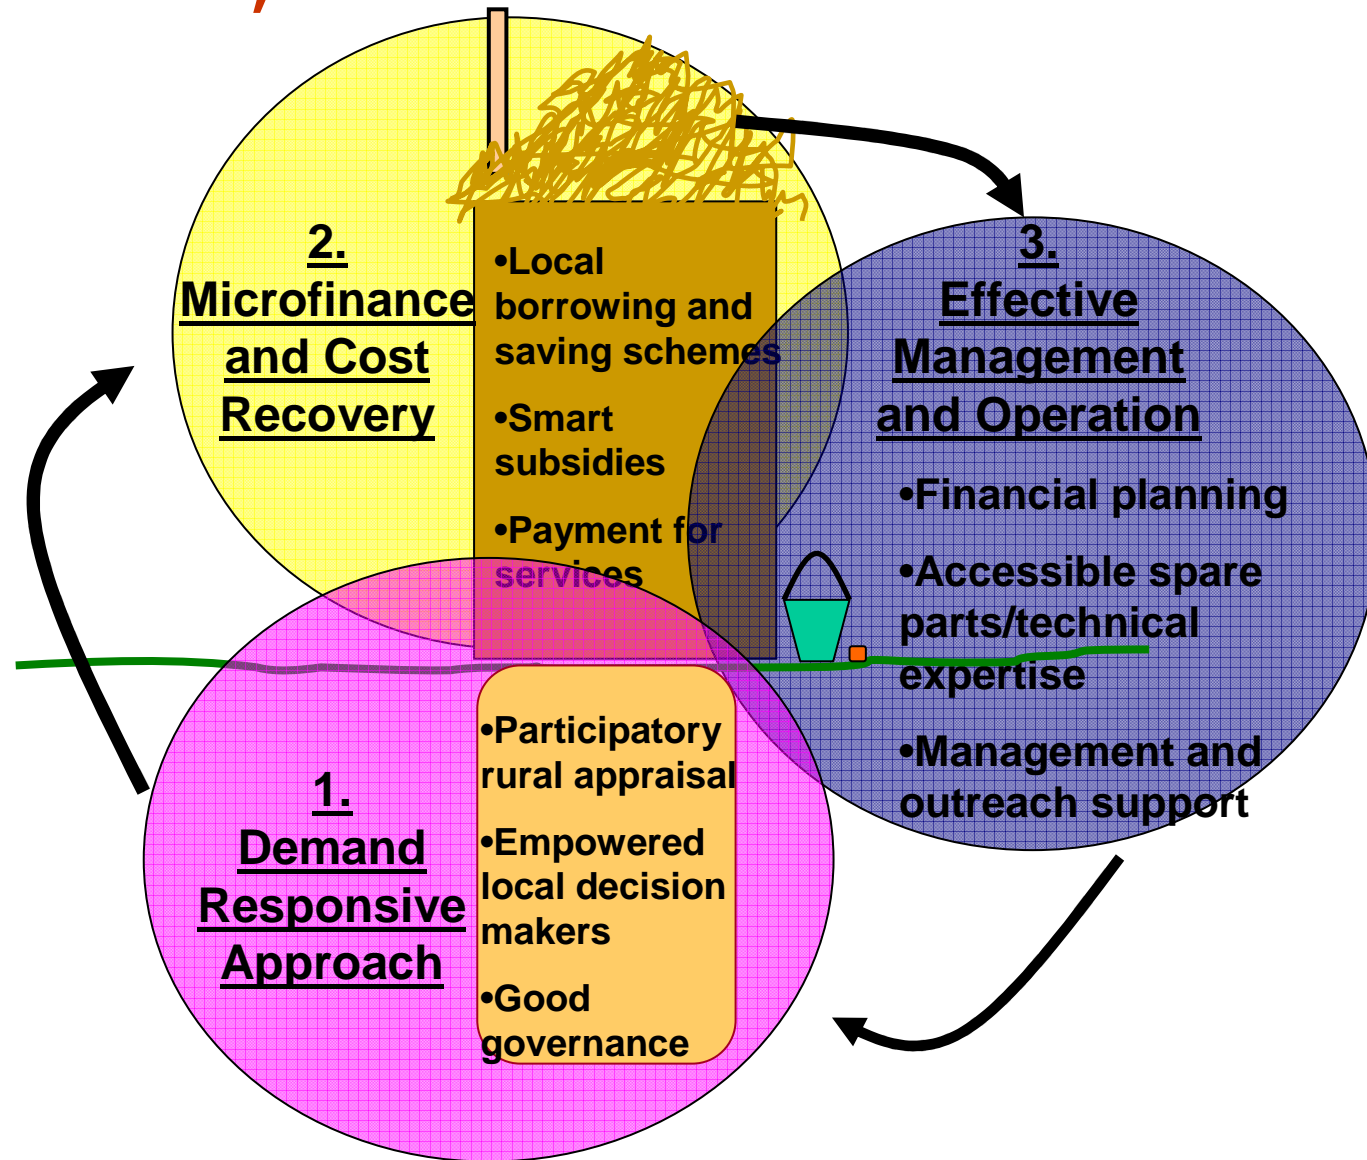 2.
Microfinance
and Cost
Recovery
•Local
borrowing and
saving schemes
•Smart
subsidies
•Payment for
services
3.
Effective
Management
and Operation
•Financial planning
•Accessible spare
parts/technical
expertise
•Management and
outreach support
1.
Demand
Responsive
Approach
•Participatory
rural appraisal
•Empowered
local decision
makers
•Good
governance